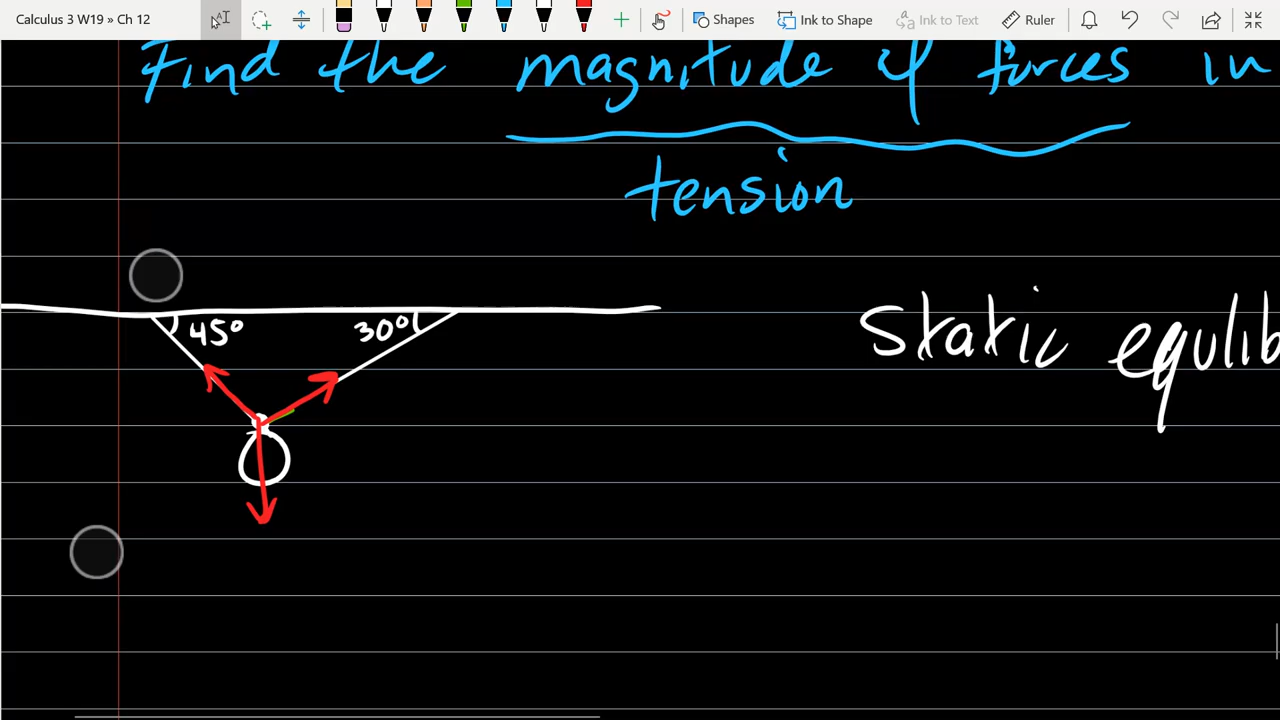 Calculus 3 W19 » Ch 12
Shapes
Ink to Shape
Ink to Text
Ruler
Find the magnitude of forces in
tension
45°
30°
static equlib